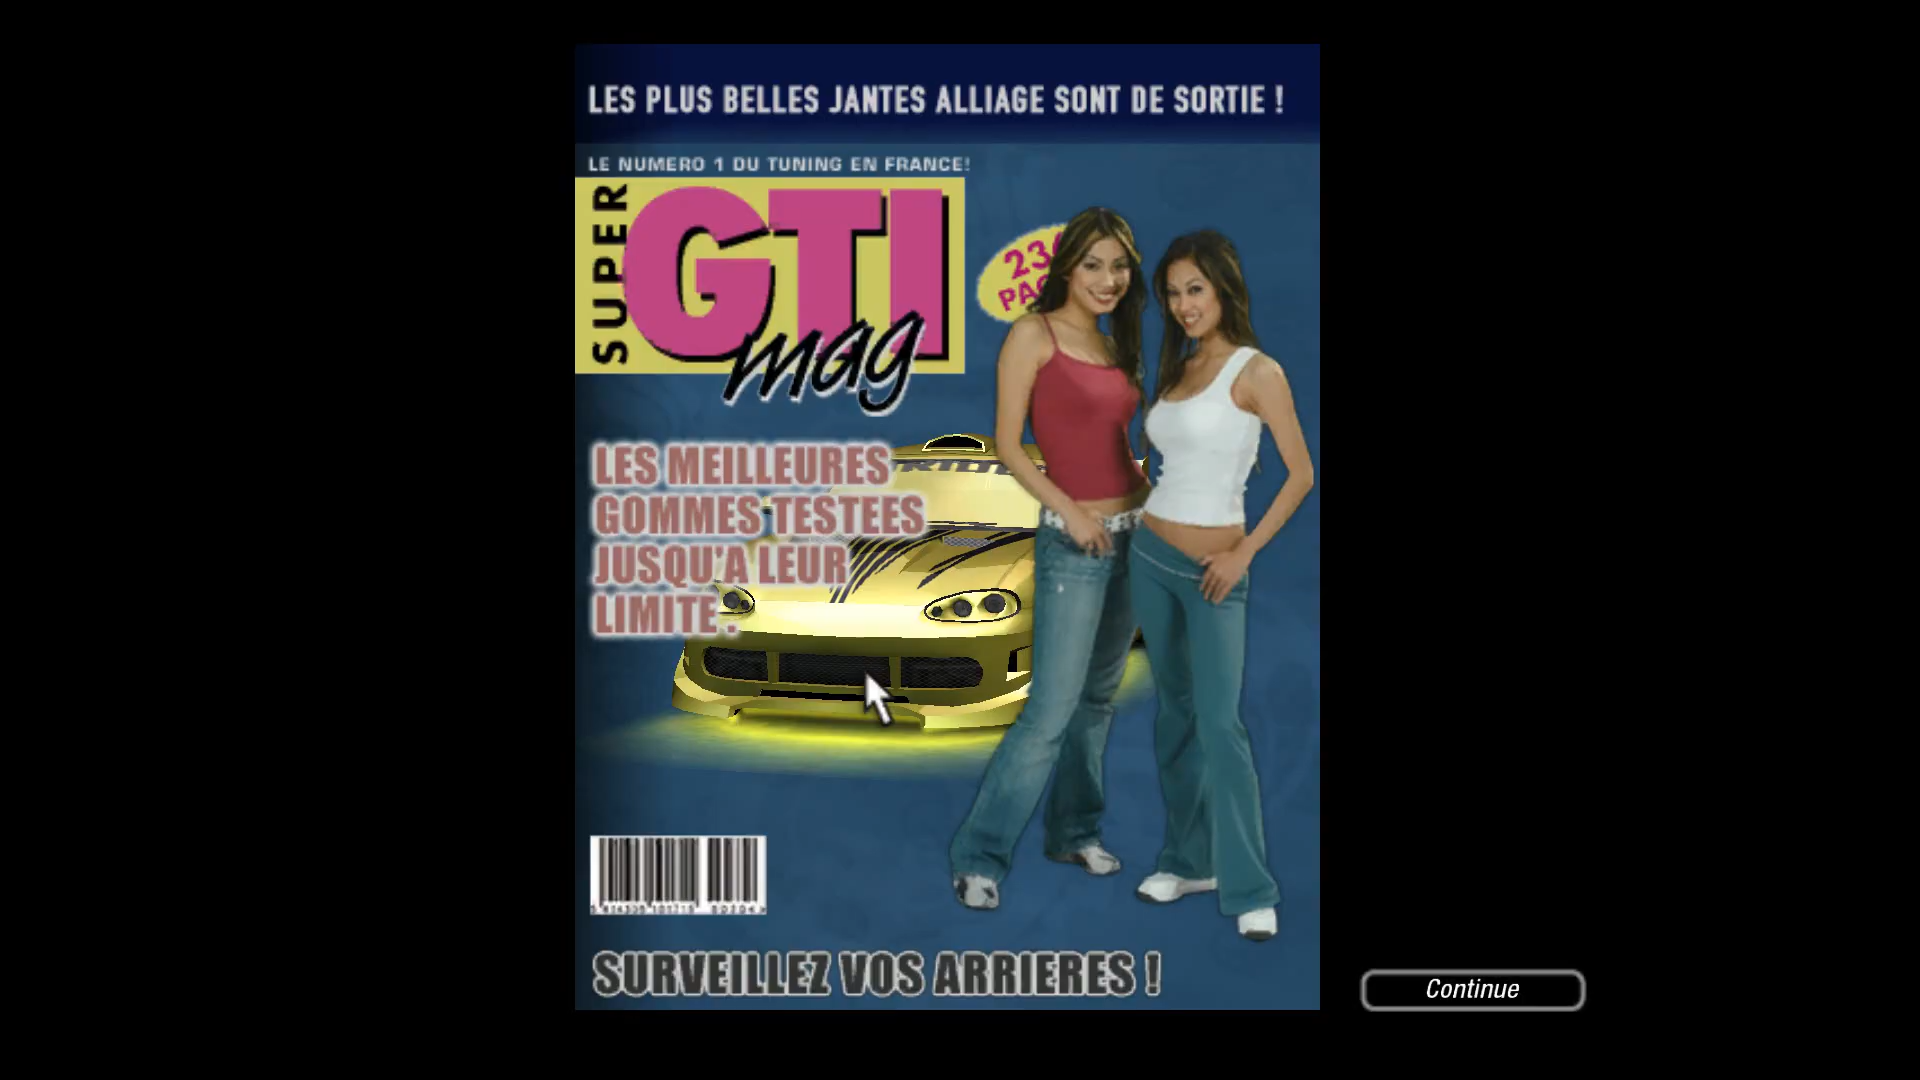 LES PLUS BELLES JANTES ALLIAGE SONT DE SORTIE !
LE NUMERO 1 DU TUNING EN FRANCE!
SUPER
GTI
mag
LES MEILLEURES
GOMMES TESTEES
JUSQU'A LEUR
LIMITE .
SURVEILLEZ VOS ARRIERES !
Continue